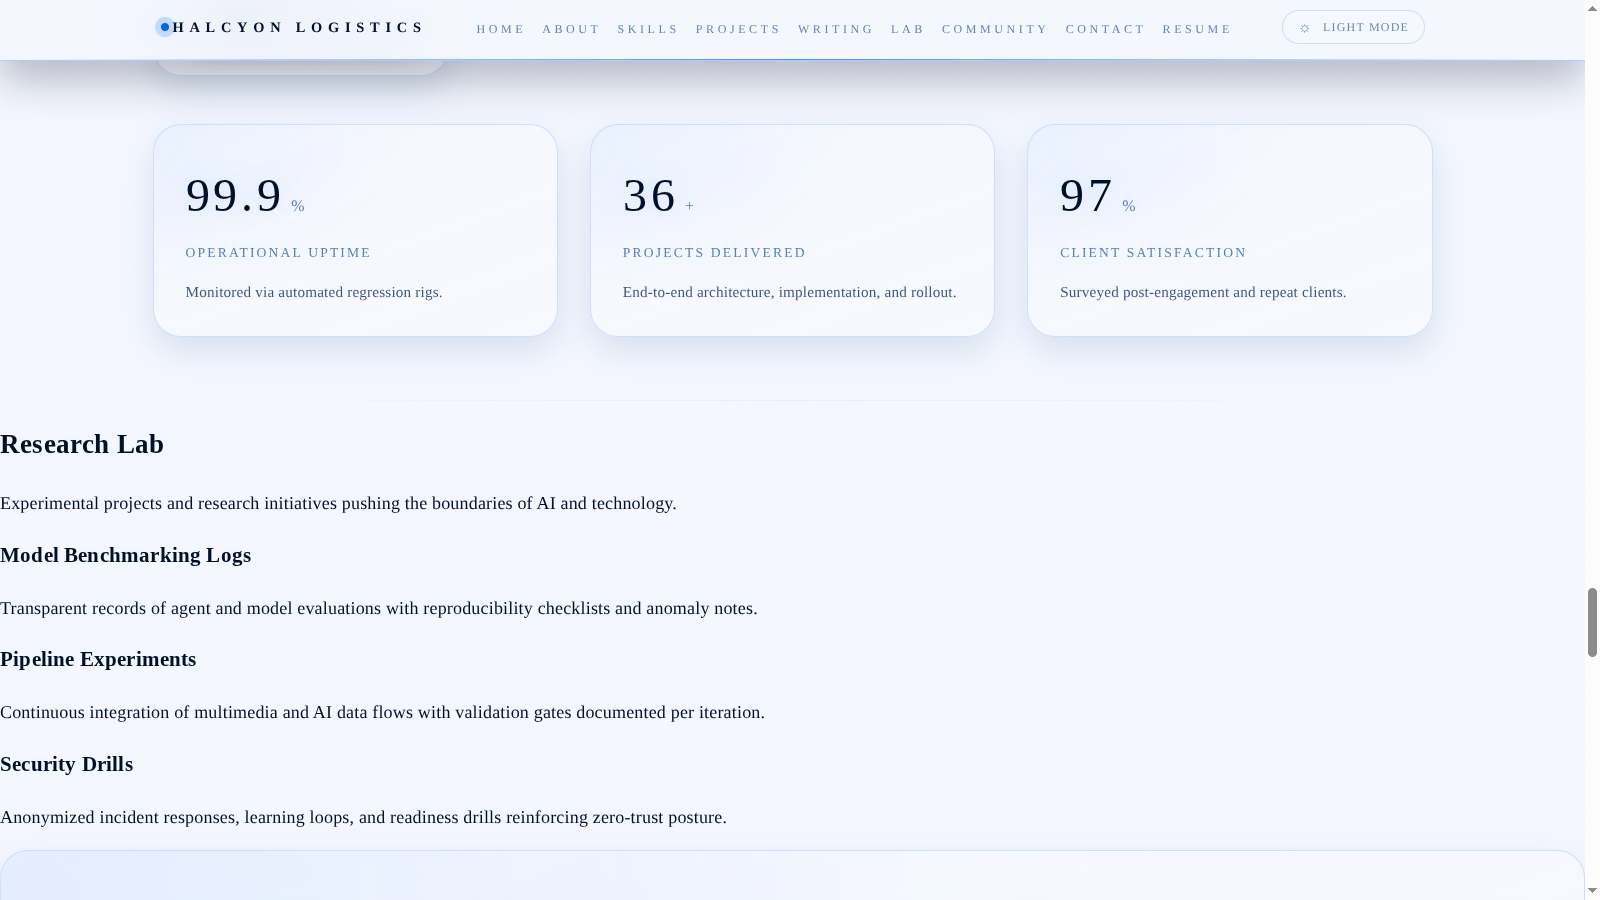 HALCYON LOGISTICS
HOME ABOUT SKILLS PROJECTS WRITING LAB COMMUNITY CONTACT RESUME
☼ LIGHT MODE
99.9 %
OPERATIONAL UPTIME
Monitored via automated regression rigs.
36 +
PROJECTS DELIVERED
End-to-end architecture, implementation, and rollout.
97 %
CLIENT SATISFACTION
Surveyed post-engagement and repeat clients.
Research Lab
Experimental projects and research initiatives pushing the boundaries of AI and technology.
Model Benchmarking Logs
Transparent records of agent and model evaluations with reproducibility checklists and anomaly notes.
Pipeline Experiments
Continuous integration of multimedia and AI data flows with validation gates documented per iteration.
Security Drills
Anonymized incident responses, learning loops, and readiness drills reinforcing zero-trust posture.